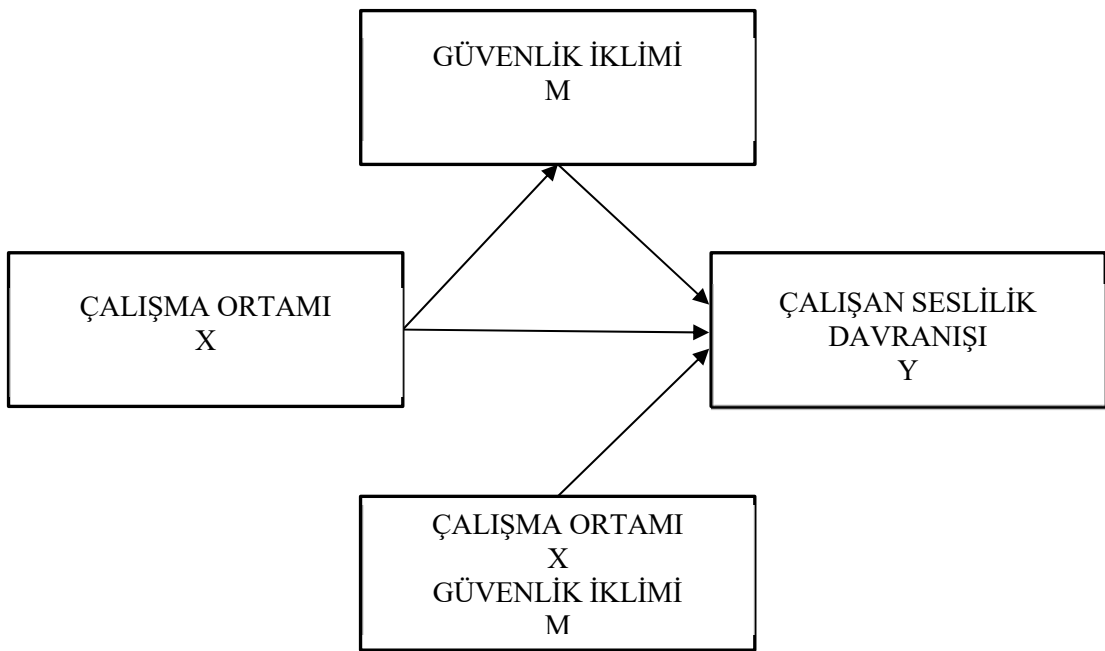 GÜVENLİK İKLİMİ
M
ÇALIŞMA ORTAMI
X
ÇALIŞAN SESLİLİK
DAVRANIŞI
Y
ÇALIŞMA ORTAMI
X
GÜVENLİK İKLİMİ
M